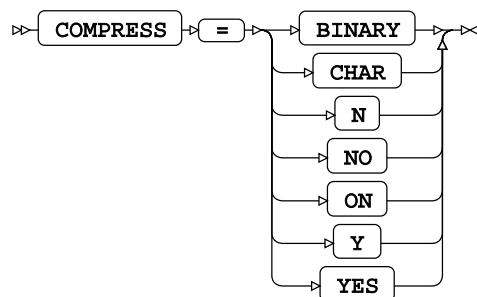 COMPRESS = BINARY
CHAR
N
NO
ON
Y
YES